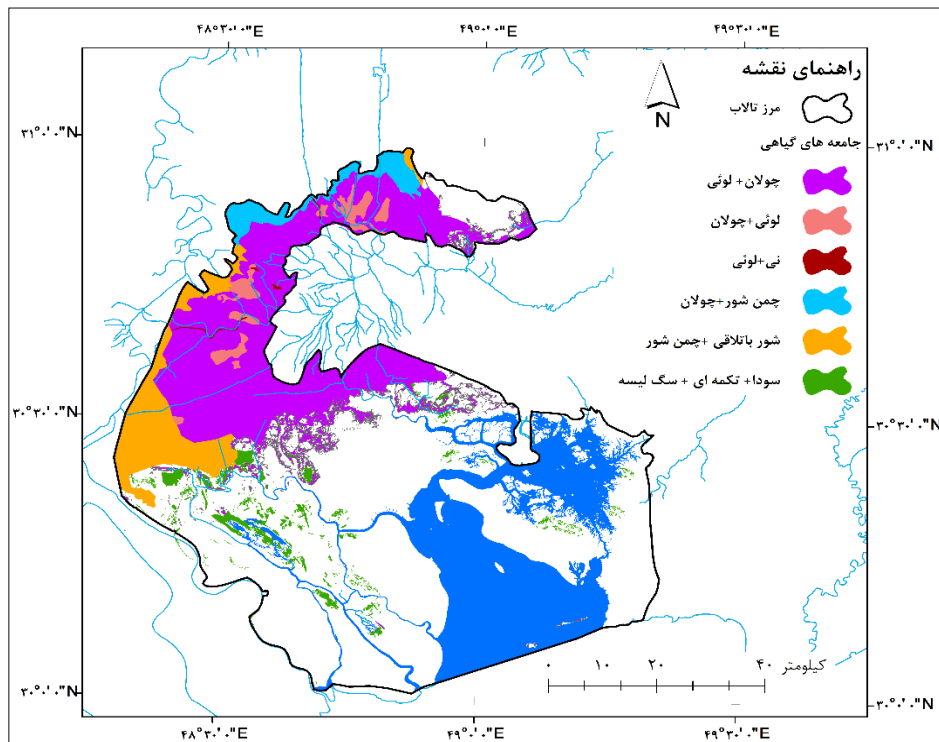 ۴۸°۳۰'۰"E ۴۹°۰'۰"E ۴۹°۳۰'۰"E
راهنمای نقشه
مرز تالاب
جامعه های گیاهی
چولان+ لوئی
لوئی+چولان
نی+لوئی
چمن شور+چولان
شور باتلاقی +چمن شور
سودا+ تکمه ای + سگ لیسه
N
۳۱°۰'۰"N ۳۱°۰'۰"N
۳۰°۳۰'۰"N ۳۰°۳۰'۰"N
۳۰°۰'۰"N ۳۰°۰'۰"N
۰ ۱۰ ۲۰ ۴۰ کیلومتر
۴۸°۳۰'۰"E ۴۹°۰'۰"E ۴۹°۳۰'۰"E